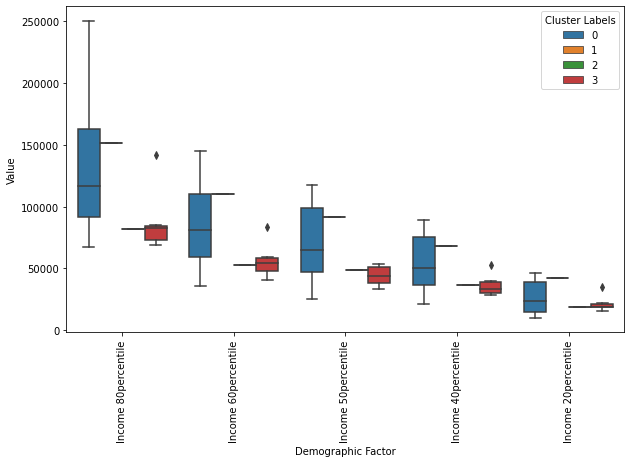 Cluster Labels
0
1
2
3
250000
200000
150000
100000
50000
0
Value
Income 80percentile
Income 60percentile
Income 50percentile
Income 40percentile
Income 20percentile
Demographic Factor